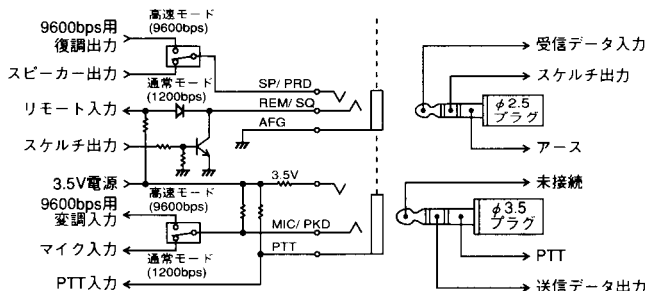 高速モード
(9600bps)
9600bps用
復調出力
スピーカー出力
通常モード
(1200bps)
SP/ PRD
リモート入力
REM/ SQ
AFG
スケルチ出力
3.5V電源
3.5V
高速モード
(9600bps)
9600bps用
変調入力
MIC/ PKD
マイク入力
通常モード
(1200bps)
PTT
PTT入力
受信データ入力
スケルチ出力
φ2.5
プラグ
アース
未接続
φ3.5
プラグ
PTT
送信データ出力